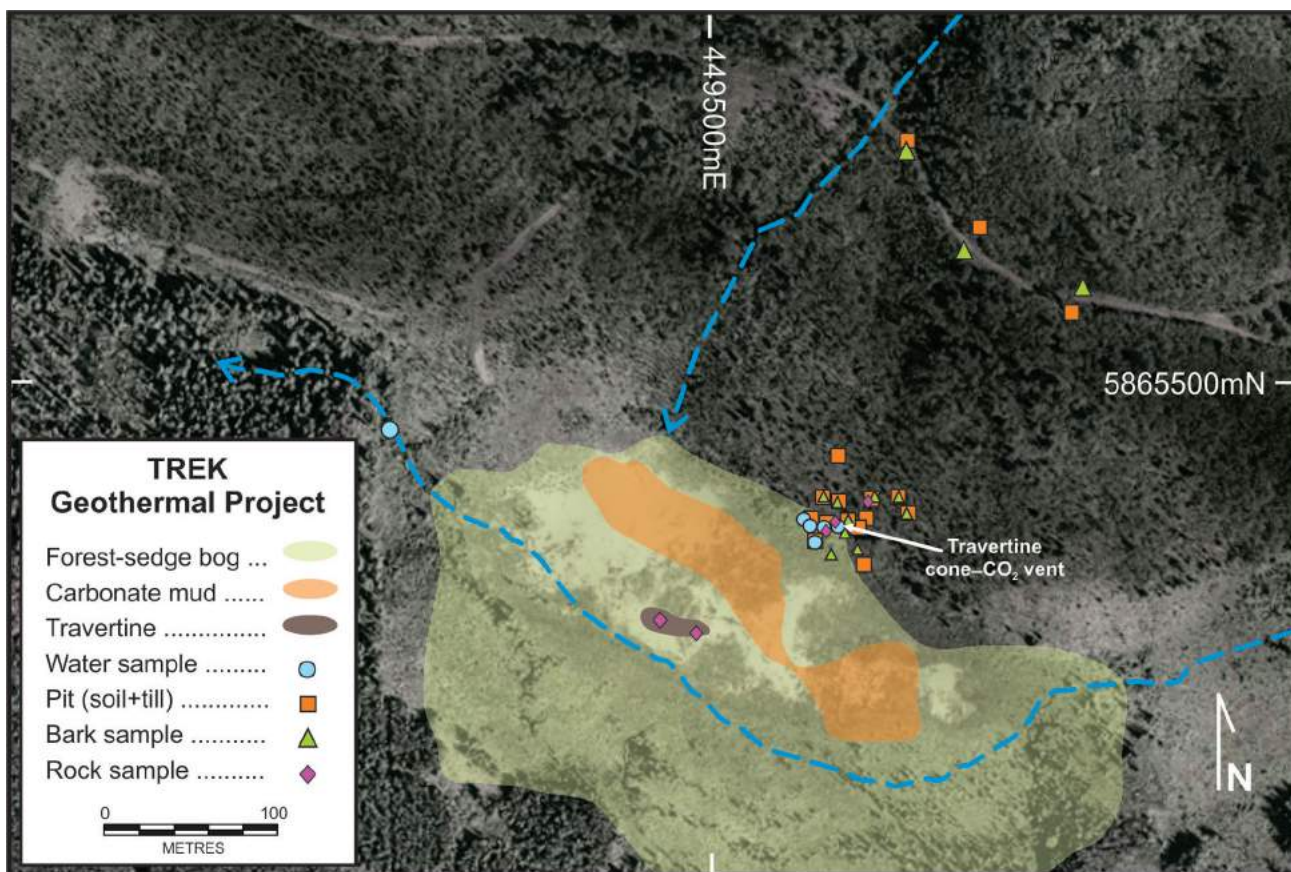 449500mE
5865500mN
Travertine
cone–CO₂ vent
TREK
Geothermal Project
Forest-sedge bog ...
Carbonate mud ......
Travertine ...............
Water sample ........
Pit (soil+till) .............
Bark sample ...........
Rock sample ..........
0 100
METRES
N